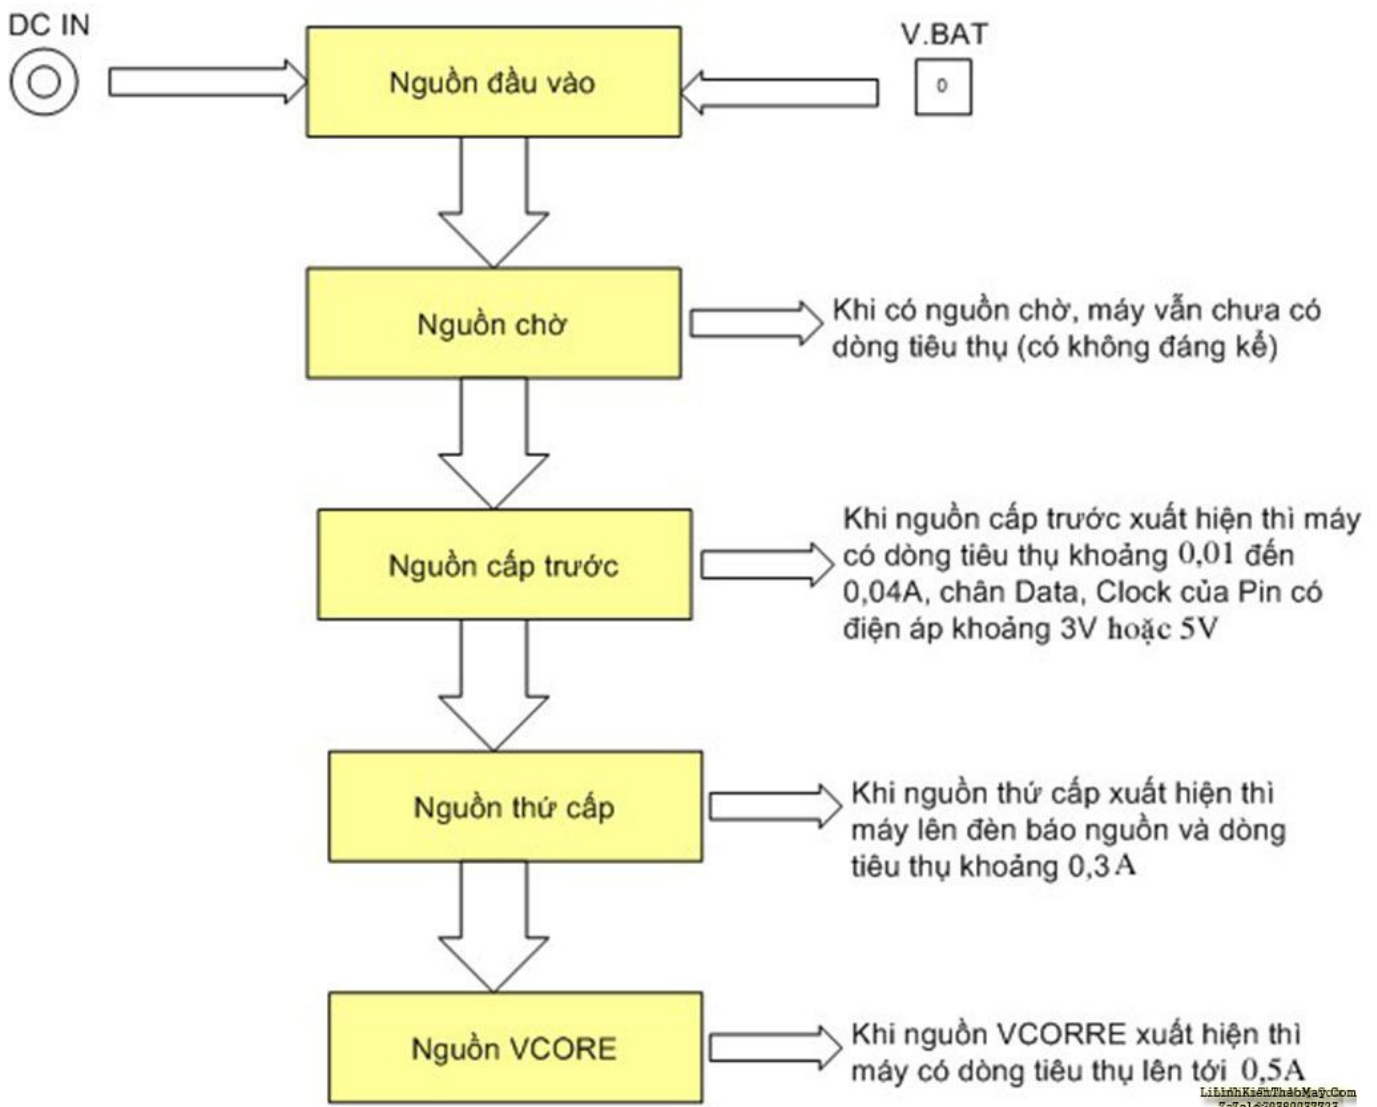 DC IN
V.BAT
Nguồn đầu vào
0
Nguồn chờ
Khi có nguồn chờ, máy vẫn chưa có
dòng tiêu thụ (có không đáng kể)
Nguồn cấp trước
Khi nguồn cấp trước xuất hiện thì máy
có dòng tiêu thụ khoảng 0,01 đến
0,04A, chân Data, Clock của Pin có
điện áp khoảng 3V hoặc 5V
Nguồn thứ cấp
Khi nguồn thứ cấp xuất hiện thì
máy lên đèn báo nguồn và dòng
tiêu thụ khoảng 0,3A
Nguồn VCORE
Khi nguồn VCORRE xuất hiện thì
máy có dòng tiêu thụ lên tới 0,5A